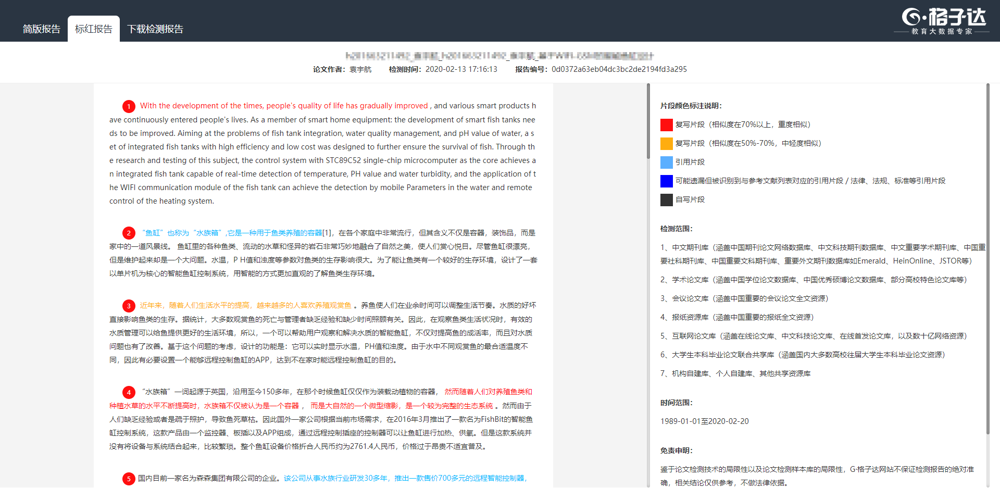 简版报告
标红报告
下载检测报告
G·格子达
教育大数据专家
论文作者：袁宇航 检测时间：2020-02-13 17:16:13 报告编号：0d0372a63eb04dc3bc2de2194fd3a295
1 With the development of the times, people's quality of life has gradually improved , and various smart products h
ave continuously entered people's lives. As a member of smart home equipment: the development of smart fish tanks nee
ds to be improved. Aiming at the problems of fish tank integration, water quality management, and pH value of water, a s
et of integrated fish tanks with high efficiency and low cost was designed to further ensure the survival of fish. Through th
e research and testing of this subject, the control system with STC89C52 single-chip microcomputer as the core achieves a
n integrated fish tank capable of real-time detection of temperature, PH value and water turbidity, and the application of t
he WIFI communication module of the fish tank can achieve the detection by mobile Parameters in the water and remote
control of the heating system.
2 “鱼缸”也称为“水族箱”,它是一种用于鱼类养殖的容器[1]，在各个家庭中非常流行，但其含义不仅是容器，装饰品，而是
家中的一道风景线。 鱼缸里的各种鱼类、流动的水草和怪异的岩石非常巧妙地融合了自然之美，使人们赏心悦目。尽管鱼缸很漂亮，
但是维护起来却是一个大问题。水温，P H值和浊度等参数对鱼类的生存影响很大。为了能让鱼类有一个较好的生存环境，设计了一套
以单片机为核心的智能鱼缸控制系统，用智能的方式更加直观的了解鱼类生存环境。
3 近年来，随着人们生活水平的提高，越来越多的人喜欢养殖观赏鱼 。养鱼使人们在业余时间可以调整生活节奏。水质的好坏
直接影响鱼类的生存。据统计，大多数观赏鱼的死亡与管理者缺乏经验和缺少时间照顾有关。因此，在观察鱼类生活状况时，有效的
水质管理可以给鱼提供更好的生活环境，所以，一个可以帮助用户观察和解决水质的智能鱼缸，不仅对提高鱼的成活率，而且对水质
问题也有了改善。基于这个问题的考虑，设计的功能是：它可以实时显示水温，PH值和浊度。由于水中不同观赏鱼的最合适温度不
同，因此有必要设置一个能够远程控制鱼缸的APP，达到不在家时能远程控制鱼缸的目的。
4 “水族箱”一词起源于英国，沿用至今150多年，在那个时候鱼缸仅仅作为装载动植物的容器， 然而随着人们对养殖鱼类和
种植水草的水平不断提高时，水族箱不仅被认为是一个容器 ， 而是大自然的一个微型缩影，是一个较为完整的生态系统 。然而由于
人们缺乏经验或者是疏于照护，导致鱼死草枯。因此国外一家公司根据当前市场需求，在2016年3月推出了一款名为FishBit的智能鱼
缸控制系统，这款产品由一个监控器、板插以及APP组成，通过远程控制插座的控制器可以让鱼缸进行加热、供氧。但是这款系统并
没有将设备与系统结合起来，比较繁琐。整个鱼缸设备价格折合人民币约为2761.4人民币，价格过于昂贵不适宜普及。
5 国内目前一家名为森森集团有限公司的企业。该公司从事水族行业研发30多年，推出一款售价700多元的远程智能控制器，
片段颜色标注说明：
复写片段（相似度在70%以上，重度相似）
复写片段（相似度在50%-70%，中轻度相似）
引用片段
可能遗漏但被识别到与参考文献列表对应的引用片段 / 法律、法规、标准等引用片段
自写片段
检测范围：
1、中文期刊库（涵盖中国期刊论文网络数据库、中文科技期刊数据库、中文重要学术期刊库、中国重
要社科期刊库、中国重要文科期刊库、重要外文期刊数据库如Emerald、HeinOnline、JSTOR等）
2、学术论文库（涵盖中国学位论文数据库、中国优秀硕博论文数据库、部分高校特色论文库等）
3、会议论文库（涵盖中国重要的会议论文全文资源）
4、报纸资源库（涵盖中国重要的报纸全文资源）
5、互联网论文库（涵盖在线论文库、中文科技论文库、在线首发论文库，以及数十亿网络资源）
6、大学生本科毕业论文联合共享库（涵盖国内大多数高校往届大学生本科毕业论文资源）
7、机构自建库、个人自建库、其他共享资源库
时间范围：
1989-01-01至2020-02-20
免责申明：
鉴于论文检测技术的局限性以及论文检测样本库的局限性，G·格子达网站不保证检测报告的绝对准
确，相关结论仅供参考，不做法律依据。